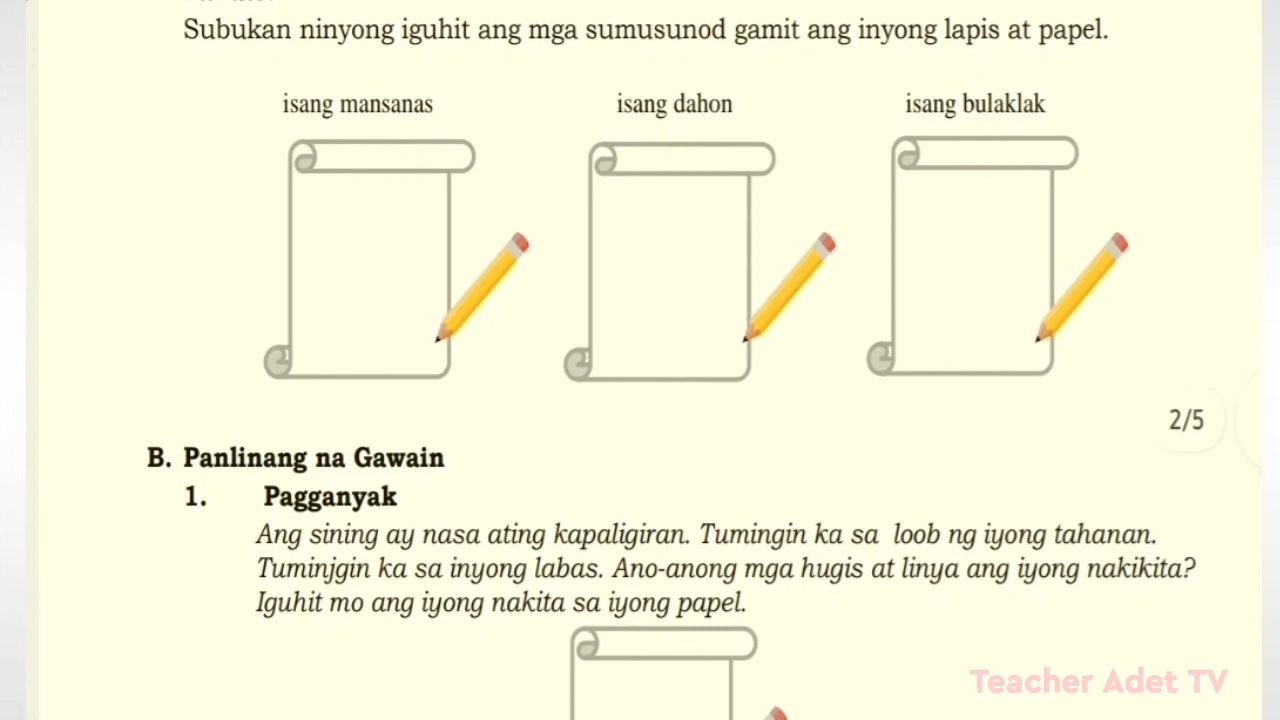 Subukan ninyong iguhit ang mga sumusunod gamit ang inyong lapis at papel.
isang mansanas
isang dahon
isang bulaklak
2/5
B. Panlinang na Gawain
1. Pagganyak
Ang sining ay nasa ating kapaligiran. Tumingin ka sa loob ng iyong tahanan.
Tuminjgin ka sa inyong labas. Ano-anong mga hugis at linya ang iyong nakikita?
Iguhit mo ang iyong nakita sa iyong papel.
Teacher Adet TV